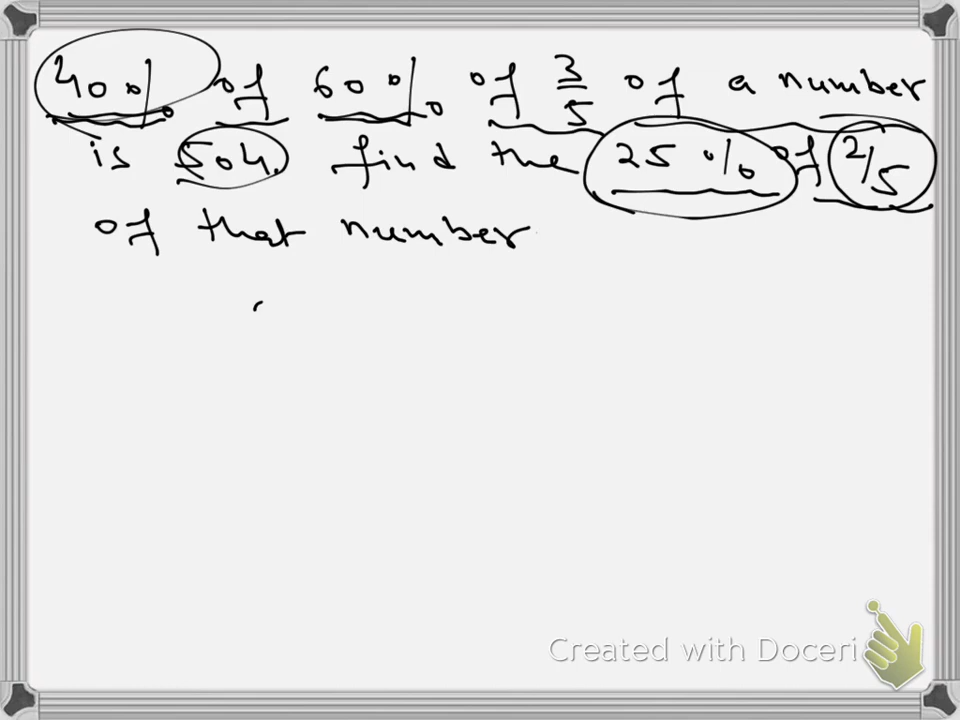 40% of 60% of 3/5 of a number
is 504 find the 25% of 2/5
of that number
Created with Doceri